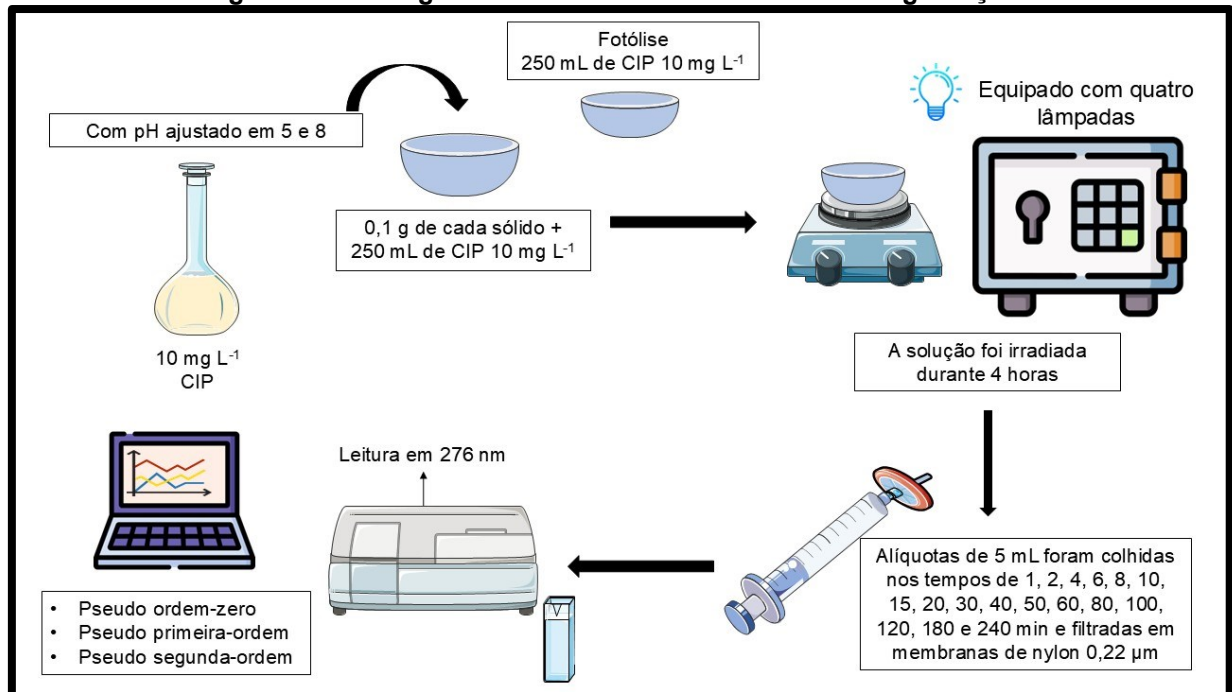 Com pH ajustado em 5 e 8
10 mg L-1
CIP
Fotólise
250 mL de CIP 10 mg L-1
0,1 g de cada sólido +
250 mL de CIP 10 mg L-1
Equipado com quatro
lâmpadas
A solução foi irradiada
durante 4 horas
Alíquotas de 5 mL foram colhidas
nos tempos de 1, 2, 4, 6, 8, 10,
15, 20, 30, 40, 50, 60, 80, 100,
120, 180 e 240 min e filtradas em
membranas de nylon 0,22 µm
Leitura em 276 nm
• Pseudo ordem-zero
• Pseudo primeira-ordem
• Pseudo segunda-ordem